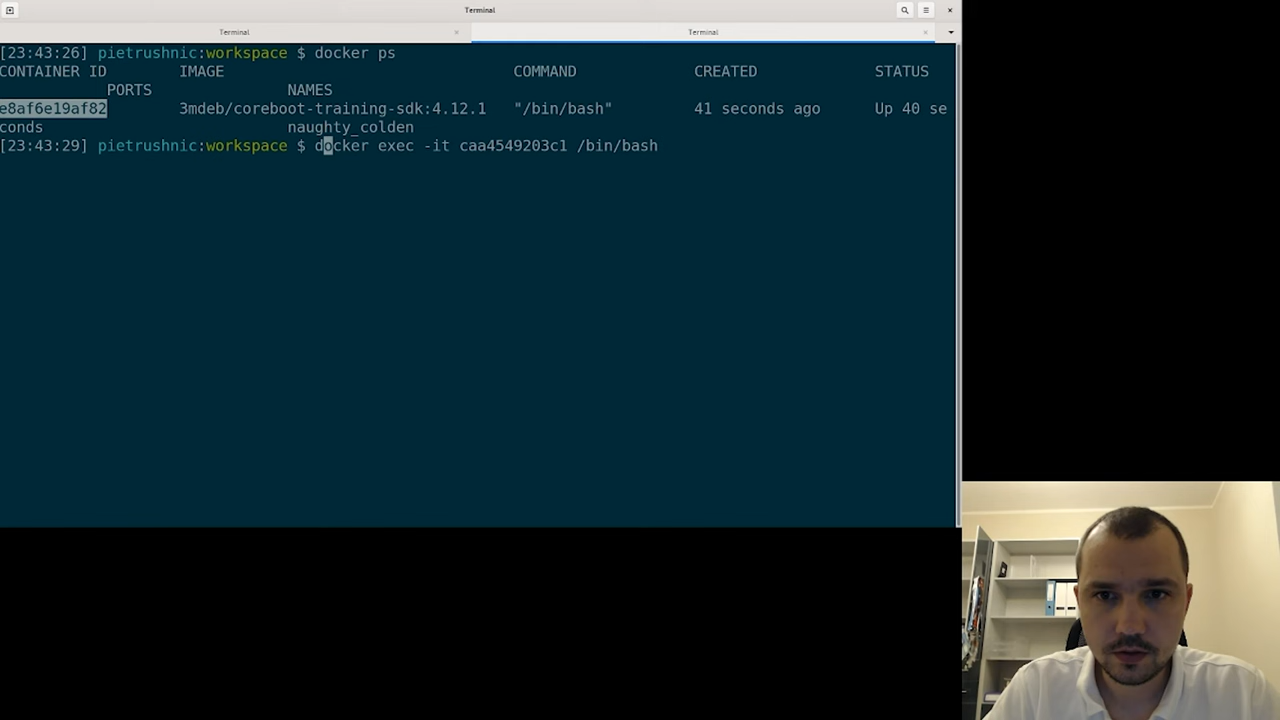 Terminal
Terminal
Terminal
[23:43:26] pietrushnic:workspace $ docker ps
CONTAINER ID IMAGE COMMAND CREATED STATUS
PORTS NAMES
e8af6e19af82 3mdeb/coreboot-training-sdk:4.12.1 "/bin/bash" 41 seconds ago Up 40 se
conds naughty_colden
[23:43:29] pietrushnic:workspace $ docker exec -it caa4549203c1 /bin/bash